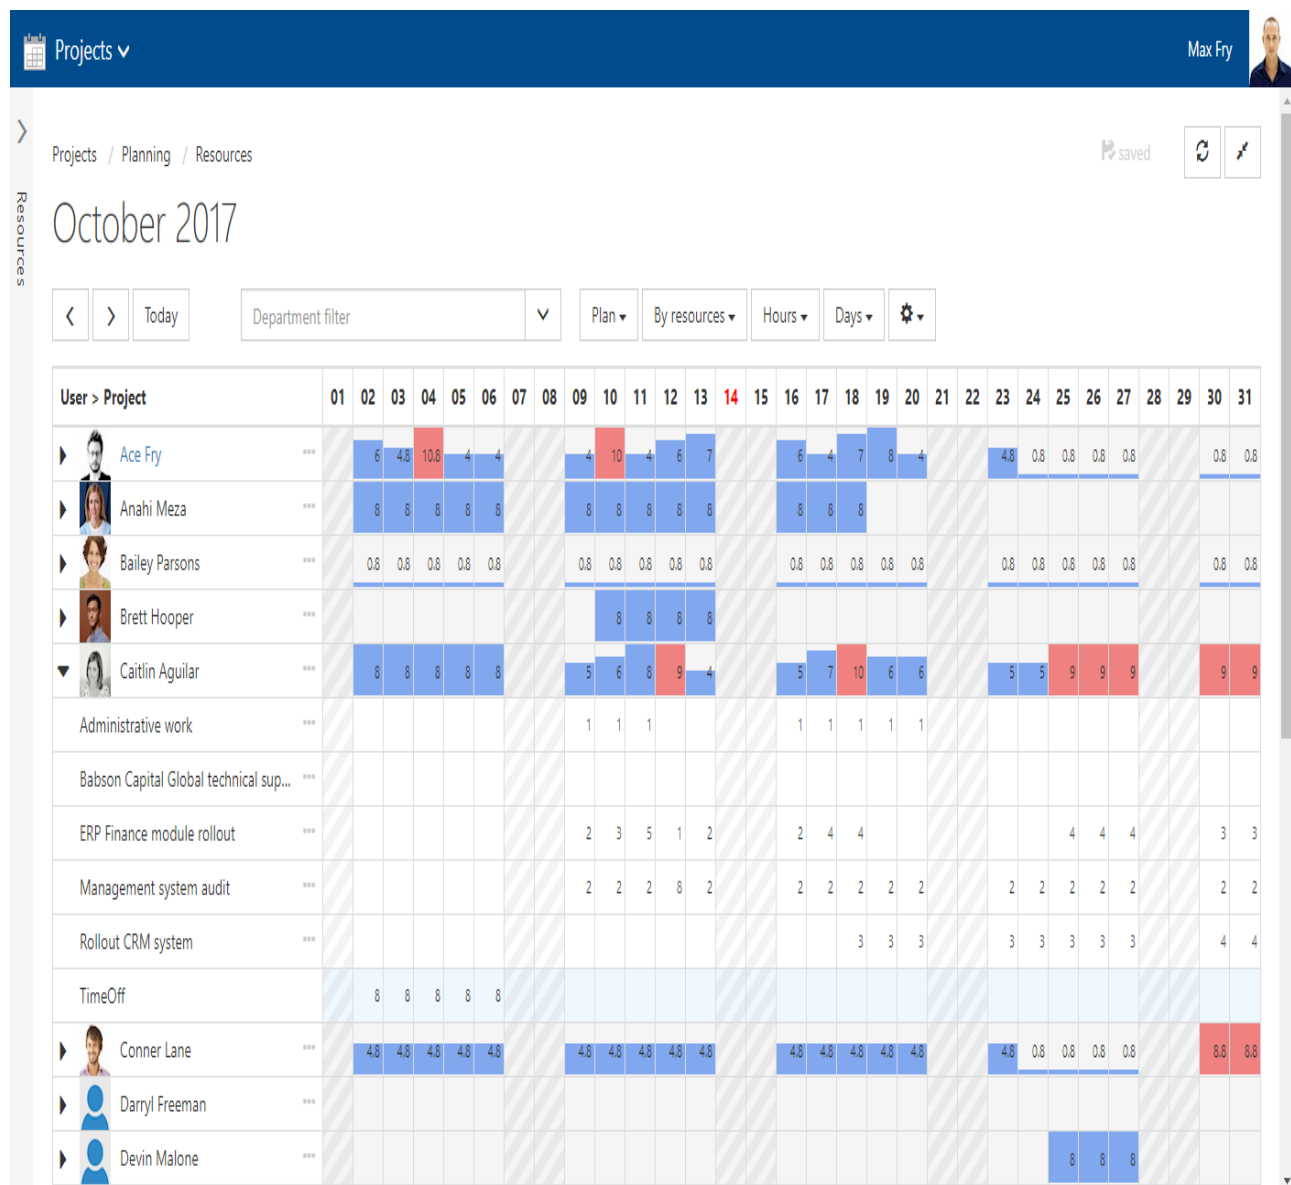 Projects
Max Fry
Resources
Projects / Planning / Resources
saved
October 2017
Today
Department filter
Plan
By resources
Hours
Days
User > Project 01 02 03 04 05 06 07 08 09 10 11 12 13 14 15 16 17 18 19 20 21 22 23 24 25 26 27 28 29 30 31
Ace Fry 6 4.8 10.8 4 4 4 10 4 6 7 6 4 7 8 4 4.8 0.8 0.8 0.8 0.8 0.8 0.8
Anahi Meza 8 8 8 8 8 8 8 8 8 8 8 8 8
Bailey Parsons 0.8 0.8 0.8 0.8 0.8 0.8 0.8 0.8 0.8 0.8 0.8 0.8 0.8 0.8 0.8 0.8 0.8 0.8 0.8 0.8 0.8 0.8
Brett Hooper 8 8 8 8
Caitlin Aguilar 8 8 8 8 8 5 6 8 9 4 5 7 10 6 6 5 5 9 9 9 9 9
Administrative work 1 1 1 1 1 1 1 1
Babson Capital Global technical sup...
ERP Finance module rollout 2 3 5 1 2 2 4 4 4 4 4 3 3
Management system audit 2 2 2 8 2 2 2 2 2 2 2 2 2 2 2 2 2
Rollout CRM system 3 3 3 3 3 3 3 3 4 4
TimeOff 8 8 8 8 8
Conner Lane 4.8 4.8 4.8 4.8 4.8 4.8 4.8 4.8 4.8 4.8 4.8 4.8 4.8 4.8 4.8 4.8 0.8 0.8 0.8 0.8 8.8 8.8
Darryl Freeman
Devin Malone 8 8 8